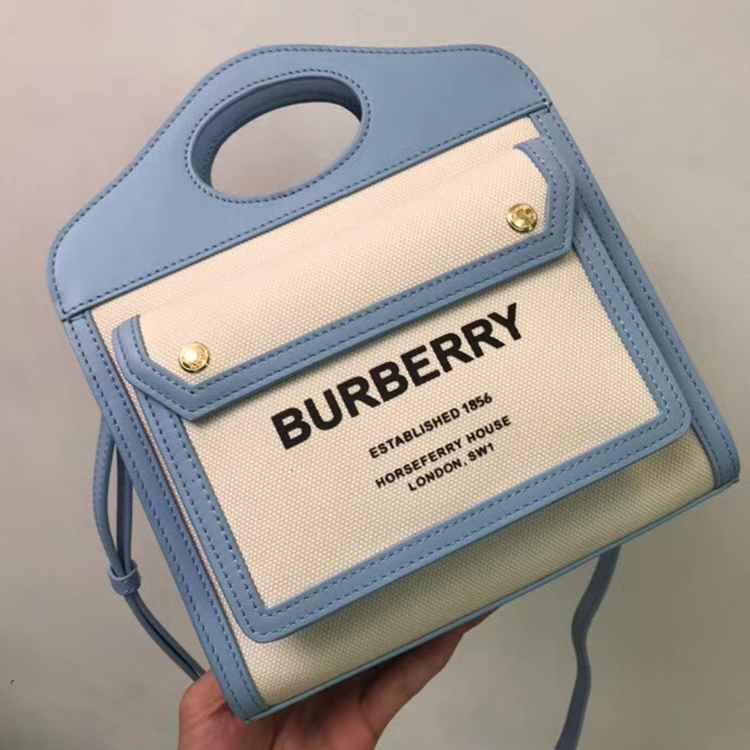 BURBERRY
ESTABLISHED 1856
HORSEFERRY HOUSE
LONDON, SW1